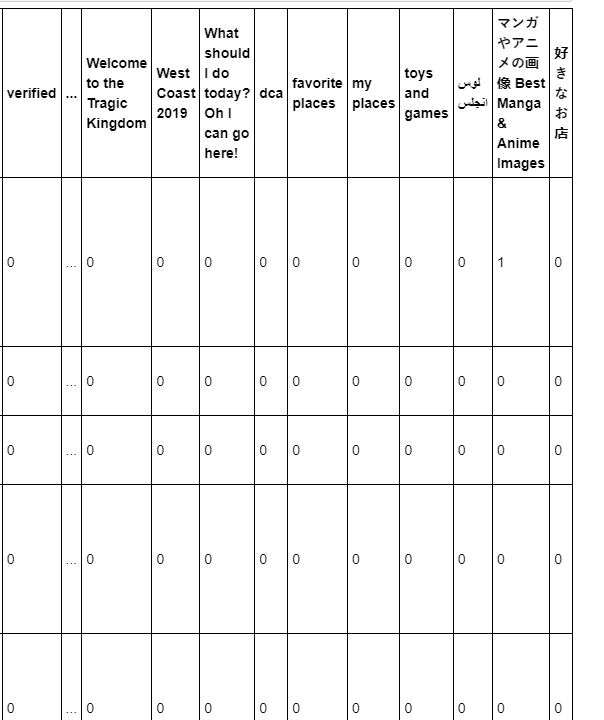 verified
...
Welcome
to the
Tragic
Kingdom
West
Coast
2019
What
should
I do
today?
Oh I
can go
here!
dca
favorite
places
my
places
toys
and
games
لوس
انجلس
マンガ
やアニ
メの画
像 Best
Manga
&
Anime
Images
好
き
な
お
店
0 ... 0 0 0 0 0 0 0 0 1 0
0 ... 0 0 0 0 0 0 0 0 0 0
0 ... 0 0 0 0 0 0 0 0 0 0
0 ... 0 0 0 0 0 0 0 0 0 0
0 ... 0 0 0 0 0 0 0 0 0 0